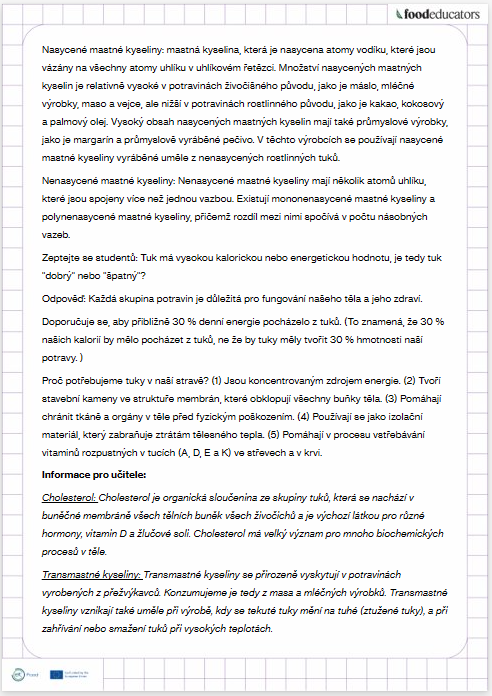 foodeducators
Nasycené mastné kyseliny: mastná kyselina, která je nasycena atomy vodíku, které jsou
vázány na všechny atomy uhlíku v uhlíkovém řetězci. Množství nasycených mastných
kyselin je relativně vysoké v potravinách živočišného původu, jako je máslo, mléčné
výrobky, maso a vejce, ale nižší v potravinách rostlinného původu, jako je kakao, kokosový
a palmový olej. Vysoký obsah nasycených mastných kyselin mají také průmyslové výrobky,
jako je margarín a průmyslově vyráběné pečivo. V těchto výrobcích se používají nasycené
mastné kyseliny vyráběné uměle z nenasycených rostlinných tuků.
Nenasycené mastné kyseliny: Nenasycené mastné kyseliny mají několik atomů uhlíku,
které jsou spojeny více než jednou vazbou. Existují mononenasycené mastné kyseliny a
polynenasycené mastné kyseliny, přičemž rozdíl mezi nimi spočívá v počtu násobných
vazeb.
Zeptejte se studentů: Tuk má vysokou kalorickou nebo energetickou hodnotu, je tedy tuk
"dobrý" nebo "špatný"?
Odpověď: Každá skupina potravin je důležitá pro fungování našeho těla a jeho zdraví.
Doporučuje se, aby přibližně 30 % denní energie pocházelo z tuků. (To znamená, že 30 %
našich kalorií by mělo pocházet z tuků, ne že by tuky měly tvořit 30 % hmotnosti naší
potravy. )
Proč potřebujeme tuky v naší stravě? (1) Jsou koncentrovaným zdrojem energie. (2) Tvoří
stavební kameny ve struktuře membrán, které obklopují všechny buňky těla. (3) Pomáhají
chránit tkáně a orgány v těle před fyzickým poškozením. (4) Používají se jako izolační
materiál, který zabraňuje ztrátám tělesného tepla. (5) Pomáhají v procesu vstřebávání
vitaminů rozpustných v tucích (A, D, E a K) ve střevech a v krvi.
Informace pro učitele:
Cholesterol: Cholesterol je organická sloučenina ze skupiny tuků, která se nachází v
buněčné membráně všech tělních buněk všech živočichů a je výchozí látkou pro různé
hormony, vitamin D a žlučové soli. Cholesterol má velký význam pro mnoho biochemických
procesů v těle.
Transmastné kyseliny: Transmastné kyseliny se přirozeně vyskytují v potravinách
vyrobených z přežvýkavců. Konzumujeme je tedy z masa a mléčných výrobků. Transmastné
kyseliny vznikají také uměle při výrobě, kdy se tekuté tuky mění na tuhé (ztužené tuky), a při
zahřívání nebo smažení tuků při vysokých teplotách.
eit Food